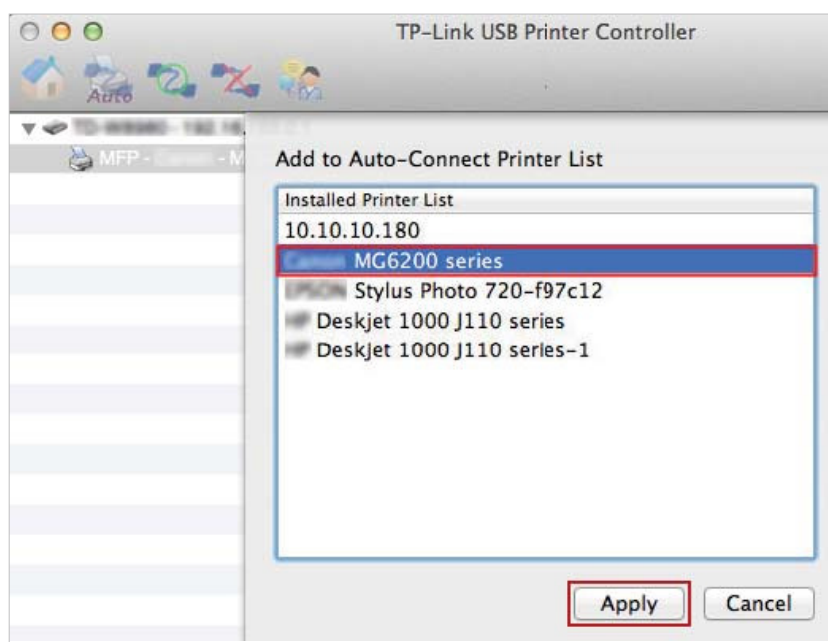 TP-Link USB Printer Controller
Auto
MFP - - M
Add to Auto-Connect Printer List
Installed Printer List
10.10.10.180
MG6200 series
Stylus Photo 720-f97c12
Deskjet 1000 J110 series
Deskjet 1000 J110 series-1
Apply
Cancel